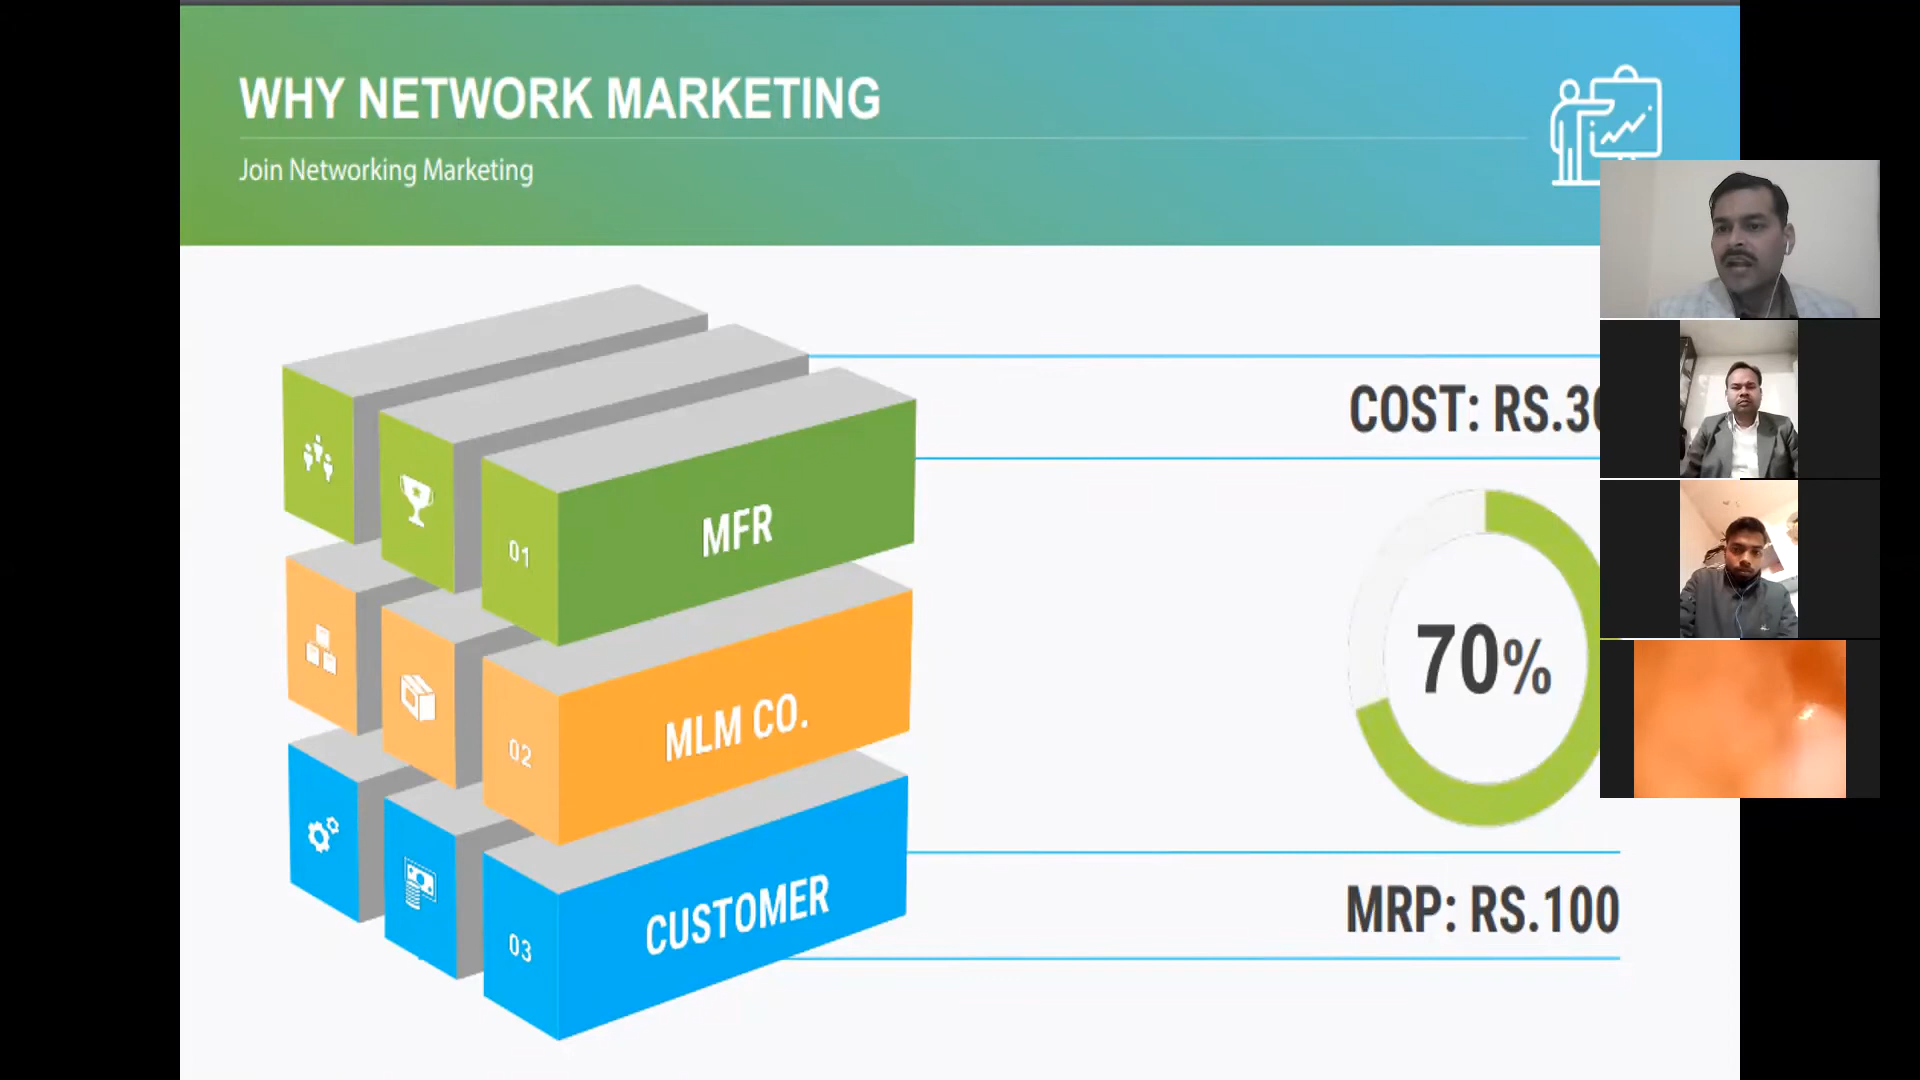 WHY NETWORK MARKETING
Join Networking Marketing
COST: RS.30
01
MFR
70%
02
MLM CO.
03
CUSTOMER
MRP: RS.100